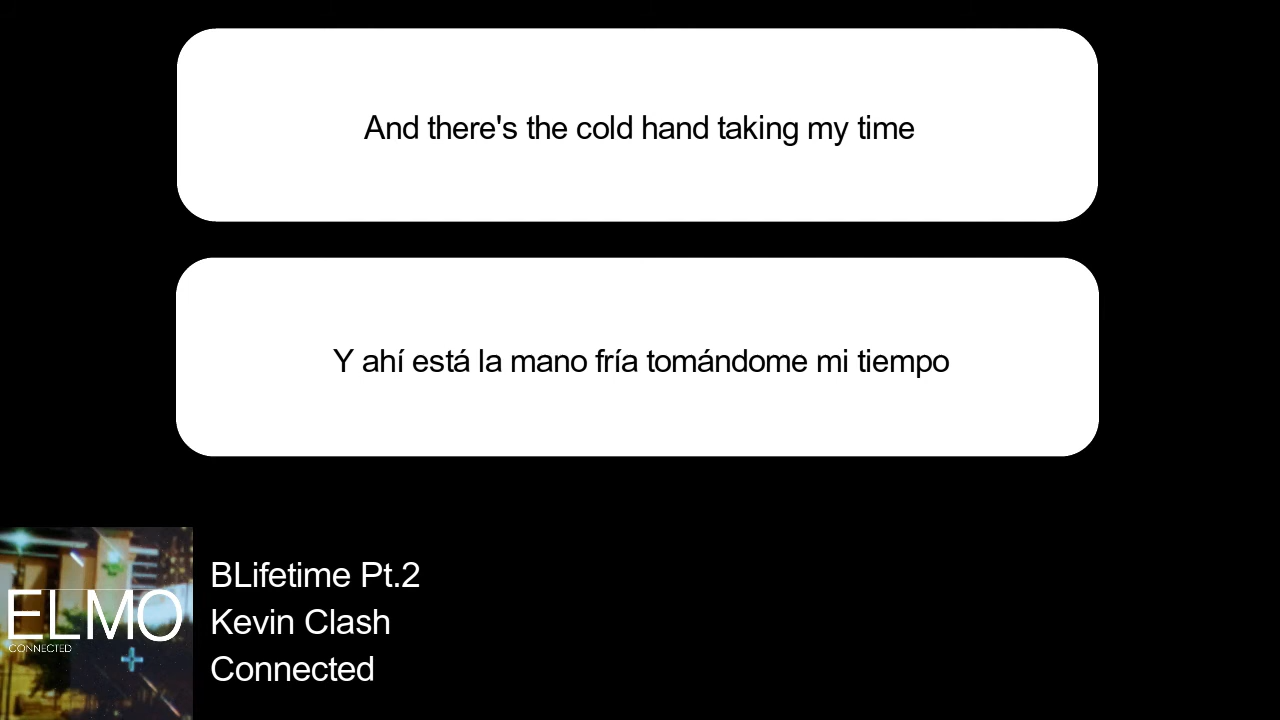 And there's the cold hand taking my time
Y ahí está la mano fría tomándome mi tiempo
ELMO
CONNECTED
BLifetime Pt.2
Kevin Clash
Connected